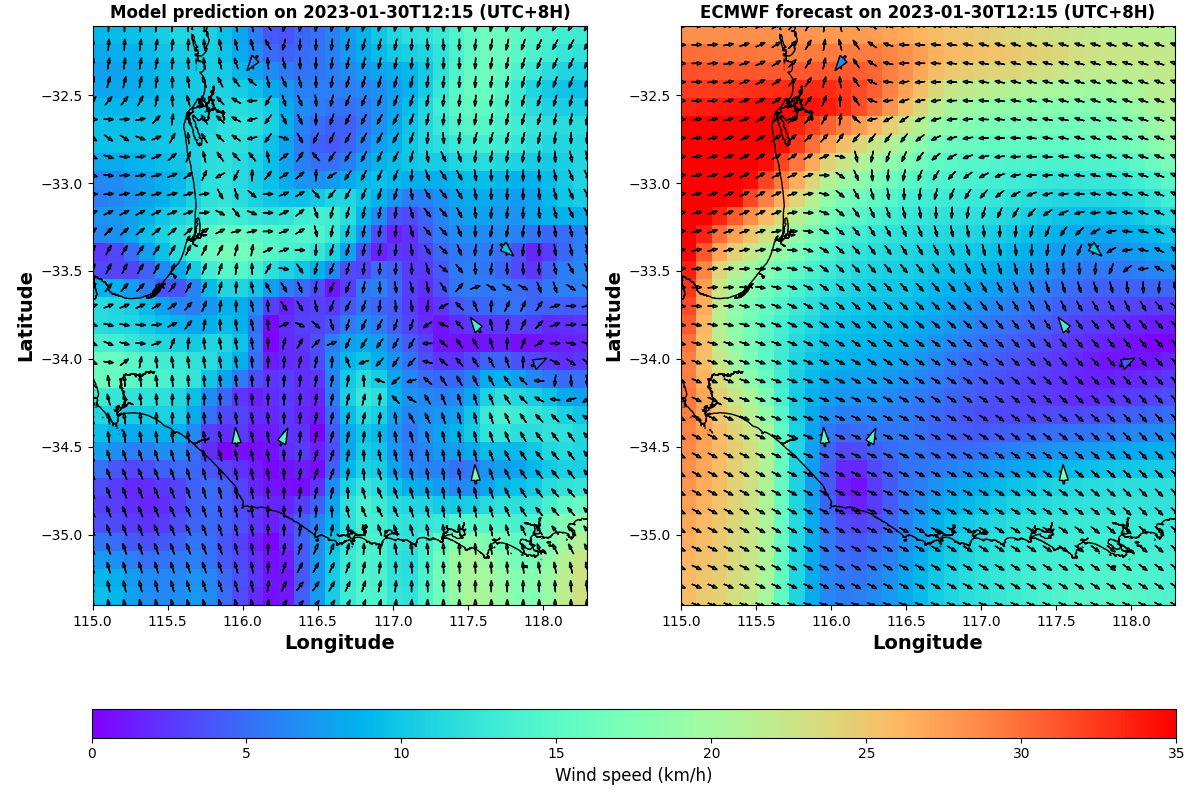 Model prediction on 2023-01-30T12:15 (UTC+8H)
ECMWF forecast on 2023-01-30T12:15 (UTC+8H)
Latitude
−32.5
−33.0
−33.5
−34.0
−34.5
−35.0
Latitude
−32.5
−33.0
−33.5
−34.0
−34.5
−35.0
115.0 115.5 116.0 116.5 117.0 117.5 118.0
115.0 115.5 116.0 116.5 117.0 117.5 118.0
Longitude
Longitude
0 5 10 15 20 25 30 35
Wind speed (km/h)